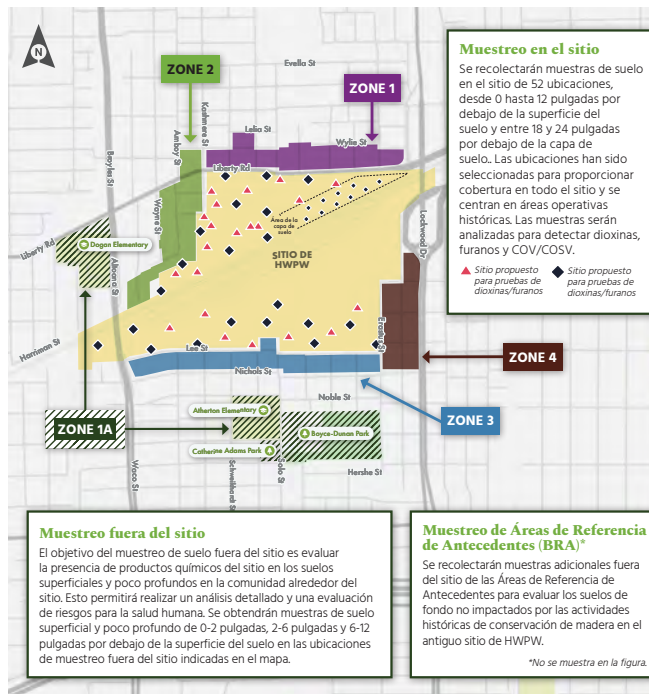 N
ZONE 2
Evella St
ZONE 1
Kashmere St
Amboy St
Lelia St
Wylie St
Liberty Rd
Bayles St
Wayne St
Liberty Rd
Dogan Elementary
Altoona St
Área de la
capa de
suelo
SITIO DE
HWPW
Lockwood Dr
Erastus St
Harriman St
Lee St
Nichols St
ZONE 4
ZONE 3
ZONE 1A
Noble St
Atherton Elementary
Boyce-Dunan Park
Catherine Adams Park
Waco St
Schweikhardt St
Solo St
Hershe St
Muestreo en el sitio
Se recolectarán muestras de suelo
en el sitio de 52 ubicaciones,
desde 0 hasta 12 pulgadas por
debajo de la superficie del
suelo y entre 18 y 24 pulgadas
por debajo de la capa de
suelo.. Las ubicaciones han sido
seleccionadas para proporcionar
cobertura en todo el sitio y se
centran en áreas operativas
históricas. Las muestras serán
analizadas para detectar dioxinas,
furanos y COV/COSV.
Sitio propuesto
para pruebas de
dioxinas/furanos
Sitio propuesto
para pruebas de
dioxinas/furanos
Muestreo fuera del sitio
El objetivo del muestreo de suelo fuera del sitio es evaluar
la presencia de productos químicos del sitio en los suelos
superficiales y poco profundos en la comunidad alrededor del
sitio. Esto permitirá realizar un análisis detallado y una evaluación
de riesgos para la salud humana. Se obtendrán muestras de suelo
superficial y poco profundo de 0-2 pulgadas, 2-6 pulgadas y 6-12
pulgadas por debajo de la superficie del suelo en las ubicaciones
de muestreo fuera del sitio indicadas en el mapa.
Muestreo de Áreas de Referencia
de Antecedentes (BRA)*
Se recolectarán muestras adicionales fuera
del sitio de las Áreas de Referencia de
Antecedentes para evaluar los suelos de
fondo no impactados por las actividades
históricas de conservación de madera en el
antiguo sitio de HWPW.
*No se muestra en la figura.